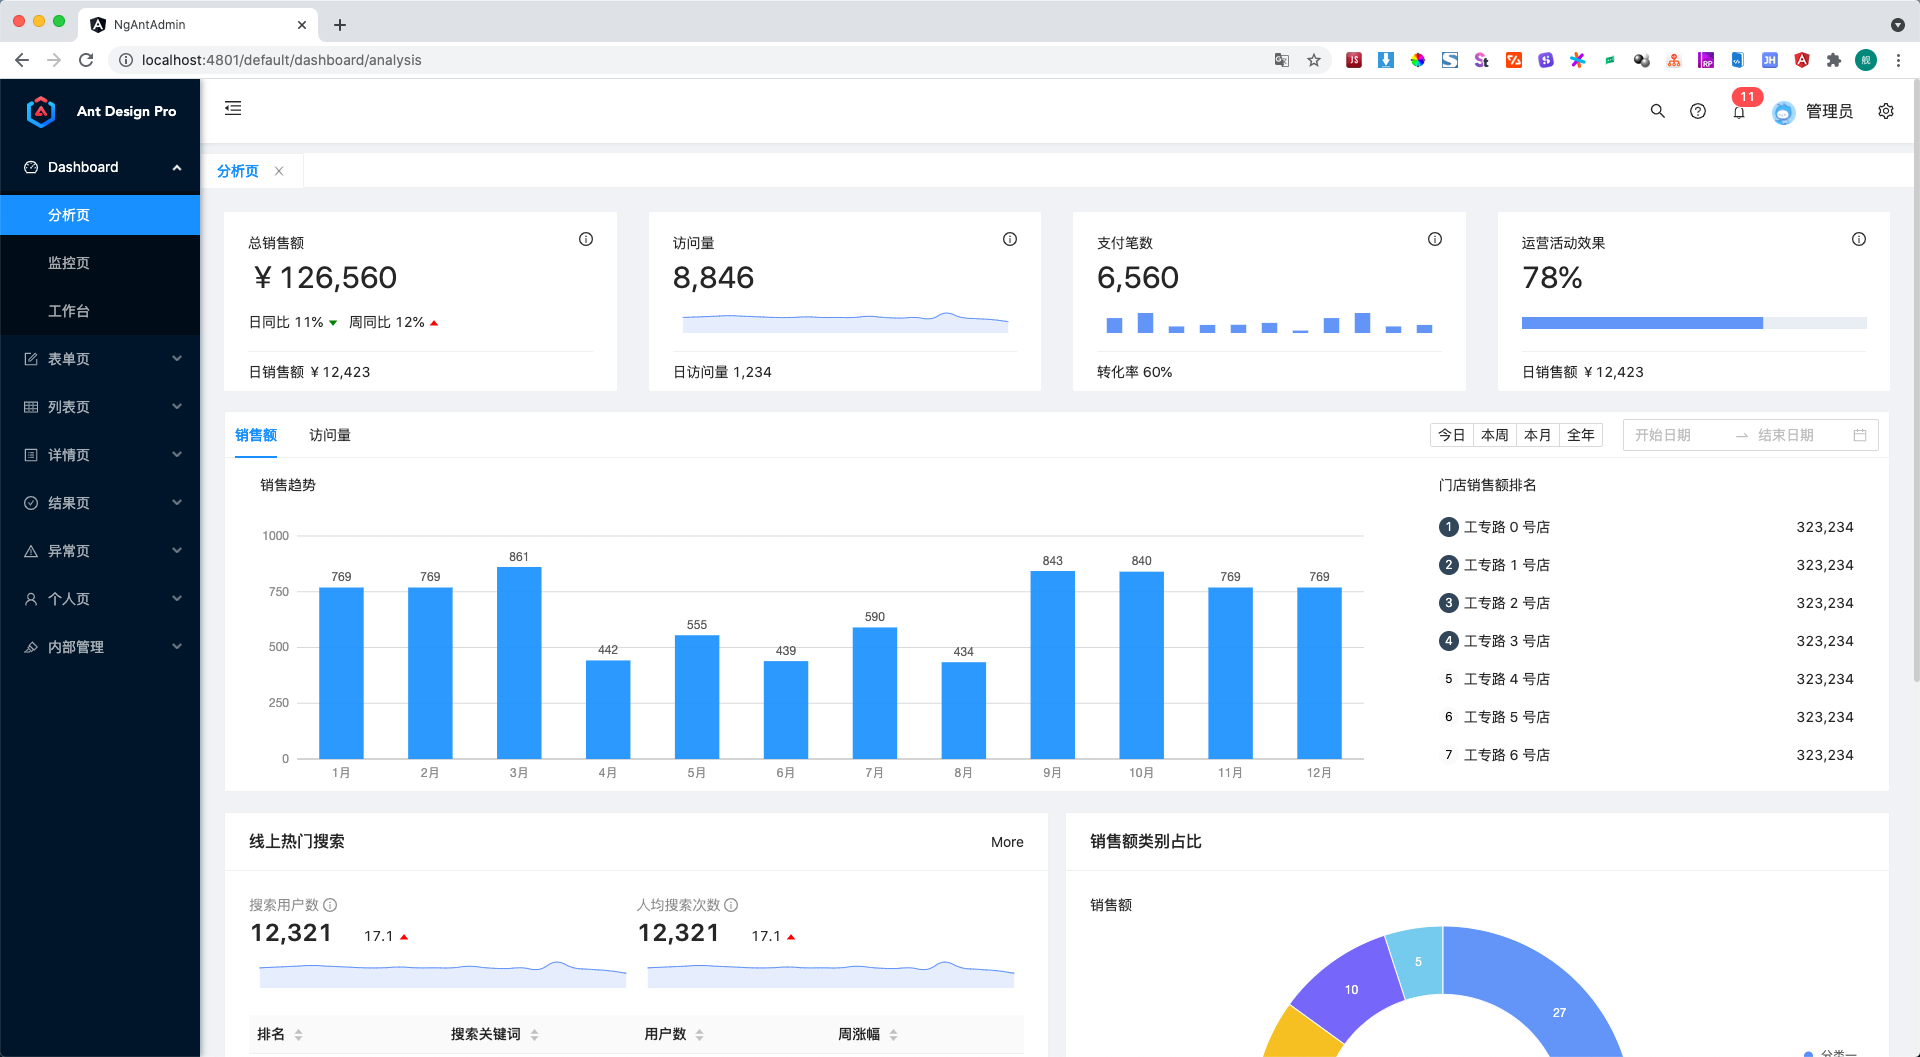 NgAntAdmin
localhost:4801/default/dashboard/analysis
Ant Design Pro
11
管理员
Dashboard
分析页
监控页
工作台
表单页
列表页
详情页
结果页
异常页
个人页
内部管理
分析页
总销售额
¥ 126,560
日同比 11% 周同比 12%
日销售额 ¥ 12,423
访问量
8,846
日访问量 1,234
支付笔数
6,560
转化率 60%
运营活动效果
78%
日销售额 ¥ 12,423
销售额 访问量
今日 本周 本月 全年
开始日期 结束日期
销售趋势
1000
750
500
250
0
769 769 861 442 555 439 590 434 843 840 769 769
1月 2月 3月 4月 5月 6月 7月 8月 9月 10月 11月 12月
门店销售额排名
1 工专路 0 号店 323,234
2 工专路 1 号店 323,234
3 工专路 2 号店 323,234
4 工专路 3 号店 323,234
5 工专路 4 号店 323,234
6 工专路 5 号店 323,234
7 工专路 6 号店 323,234
线上热门搜索 More
搜索用户数
12,321 17.1
人均搜索次数
12,321 17.1
排名 搜索关键词 用户数 周涨幅
销售额类别占比
销售额
5
10
27